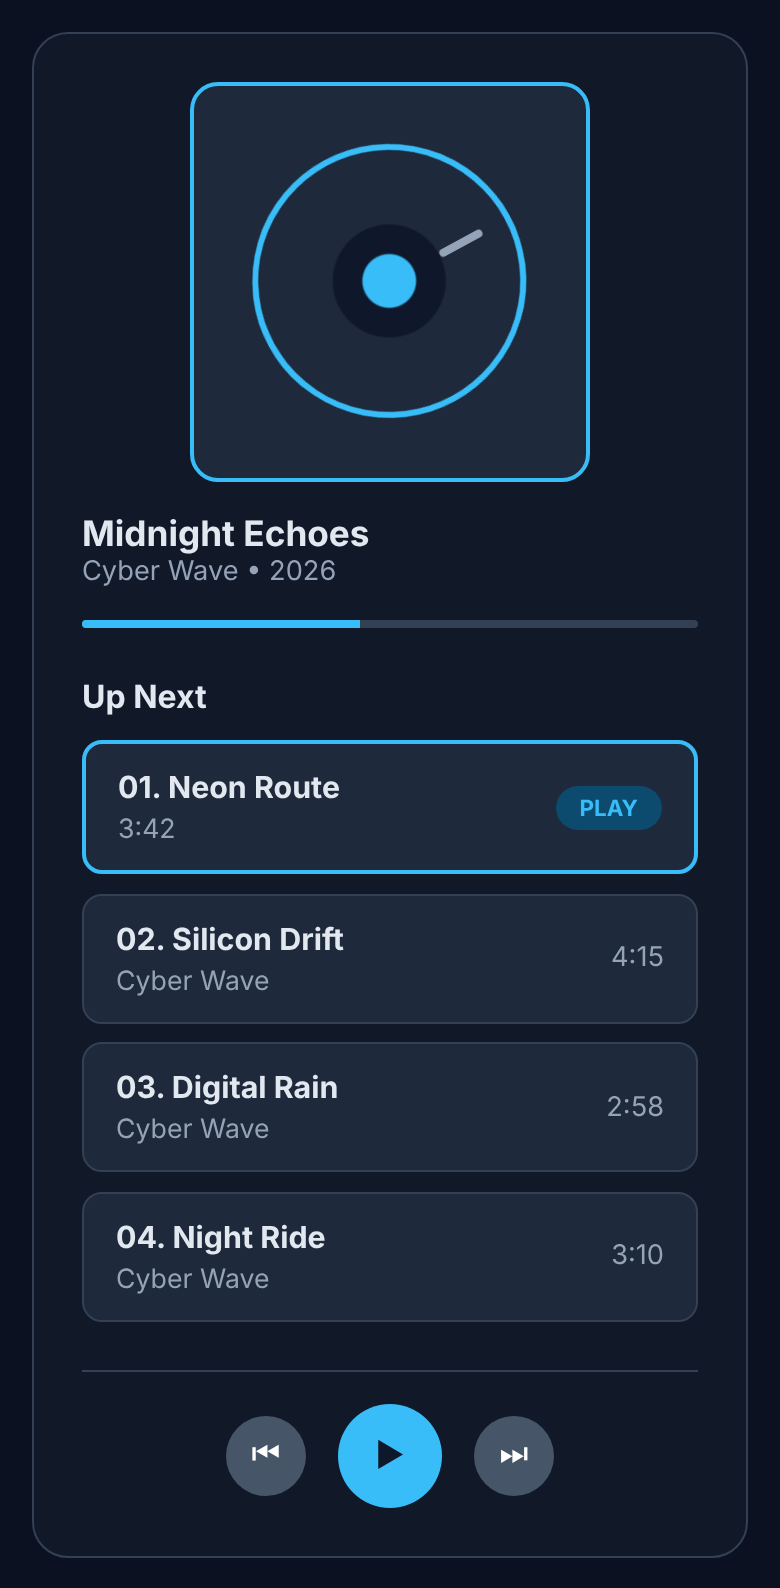 Midnight Echoes
Cyber Wave • 2026
Up Next
01. Neon Route
3:42
PLAY
02. Silicon Drift
Cyber Wave
4:15
03. Digital Rain
Cyber Wave
2:58
04. Night Ride
Cyber Wave
3:10